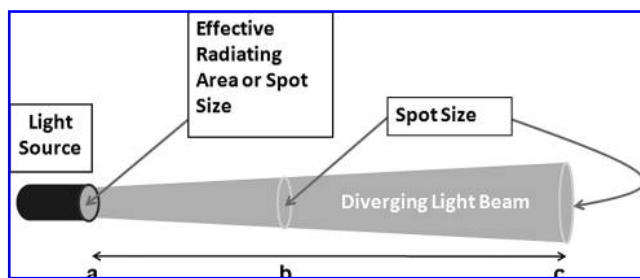 Effective
Radiating
Area or Spot
Size
Light
Source
Spot Size
Diverging Light Beam
a
b
c